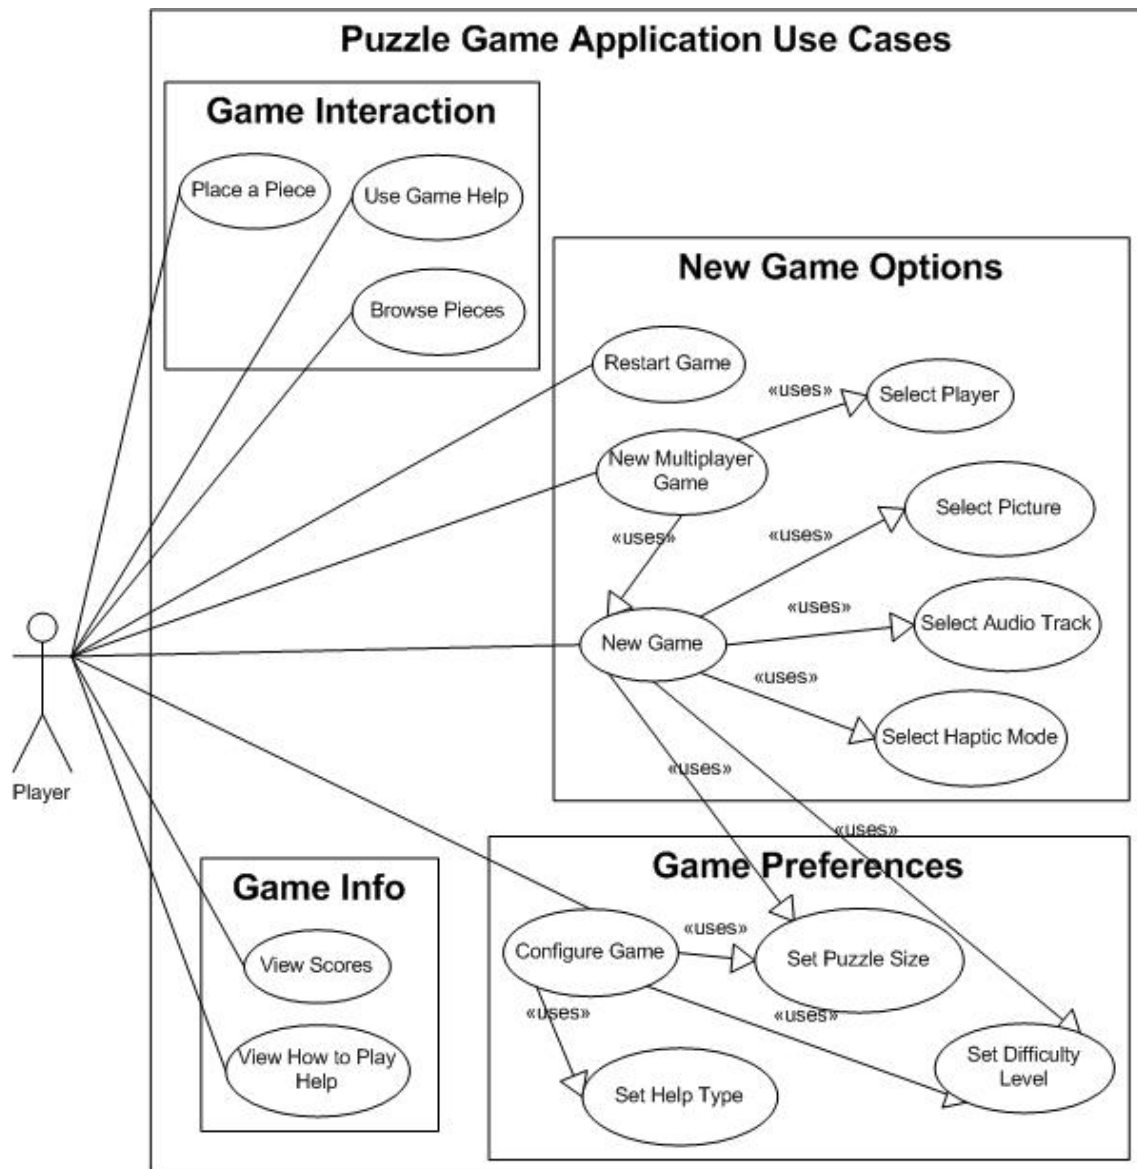 Puzzle Game Application Use Cases
Game Interaction
Place a Piece
Use Game Help
Browse Pieces
New Game Options
Restart Game
«uses»
Select Player
New Multiplayer
Game
«uses»
Select Picture
«uses»
«uses»
Select Audio Track
New Game
«uses»
Select Haptic Mode
«uses»
Player
«uses»
Game Preferences
Game Info
«uses»
Configure Game
Set Puzzle Size
View Scores
«uses»
«uses»
View How to Play
Help
Set Difficulty
Level
Set Help Type